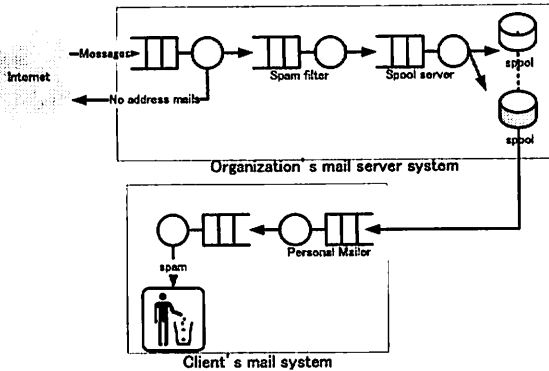 Messages
Internet
No address mails
Spam filter
Spool server
spool
spool
Organization's mail server system
Personal Mailer
spam
Client's mail system